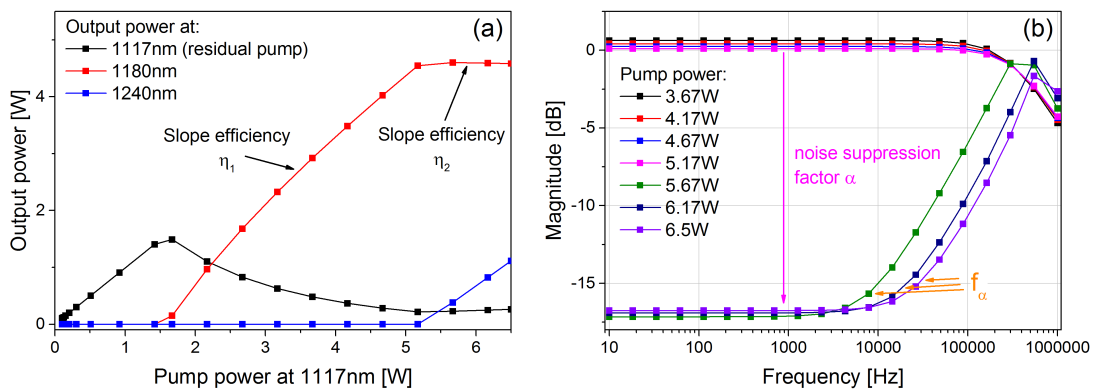 (a)
Output power at:
1117nm (residual pump)
1180nm
1240nm
Slope efficiency
η1
Slope efficiency
η2
Output power [W]
4
2
0
0 1 2 3 4 5 6
Pump power at 1117nm [W]
(b)
Pump power:
3.67W
4.17W
4.67W
5.17W
5.67W
6.17W
6.5W
noise suppression
factor α
fα
Magnitude [dB]
0
-5
-10
-15
10 100 1000 10000 100000 1000000
Frequency [Hz]